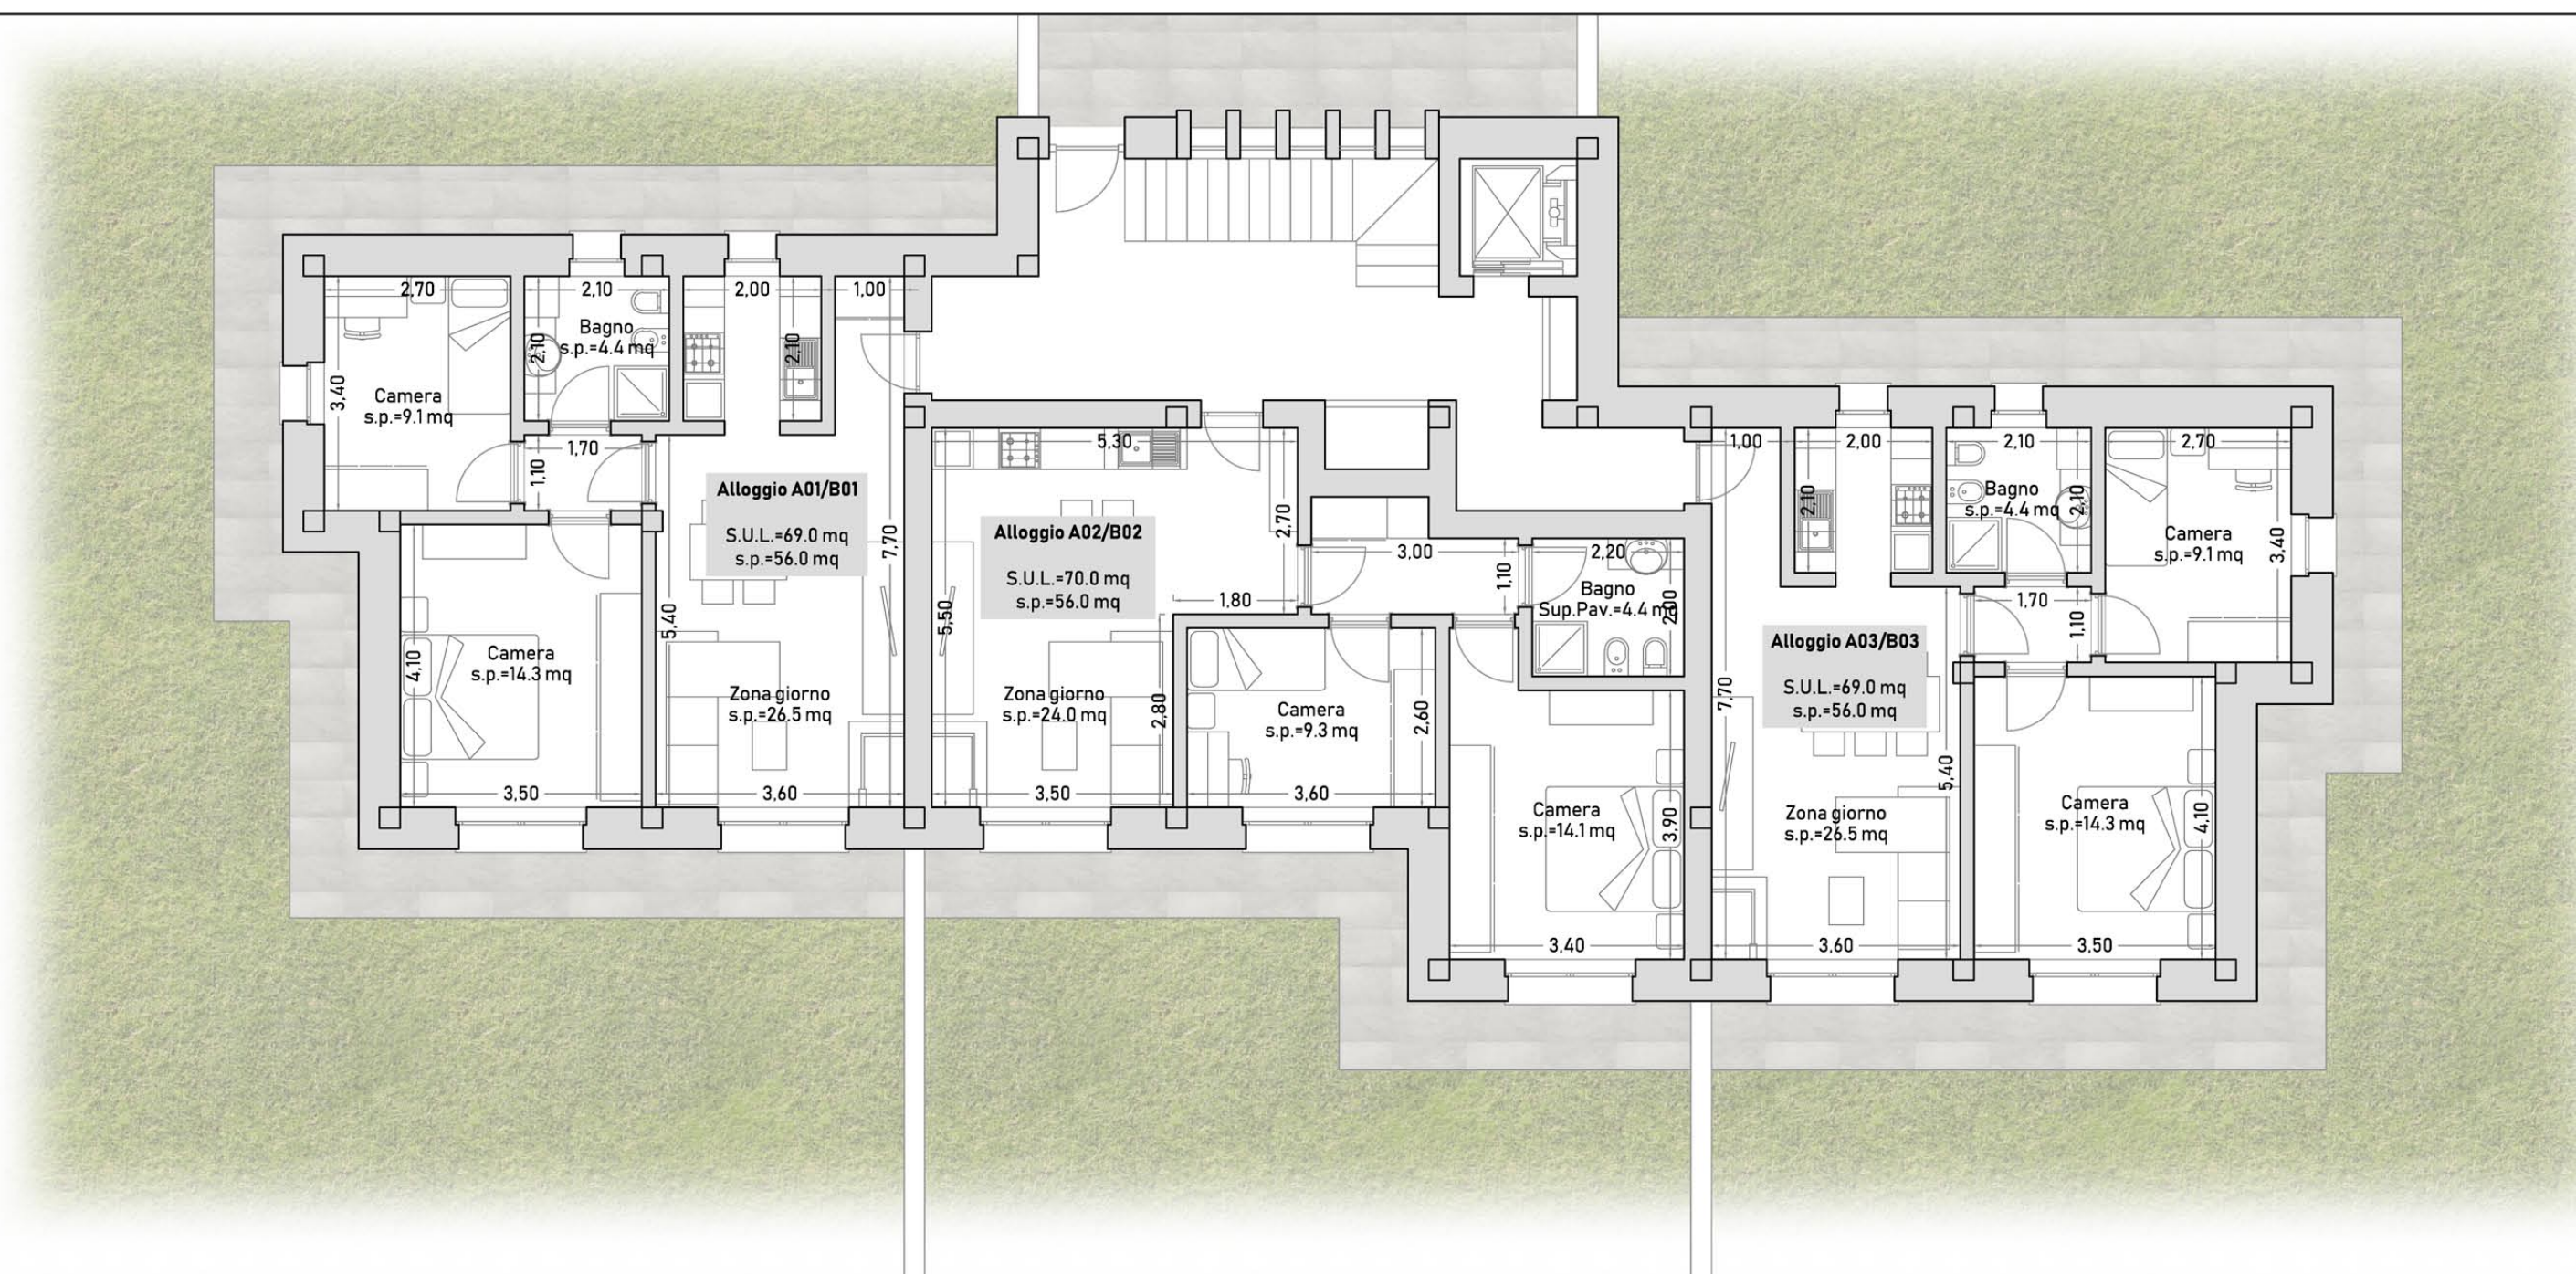 2,70
2,10
2,00
1,00
Bagno
s.p.=4.4 mq
2,10
2,10
3,40
Camera
s.p.=9.1 mq
1,70
1,10
Alloggio A01/B01
S.U.L.=69.0 mq
s.p.=56.0 mq
7,70
5,40
4,10
Camera
s.p.=14.3 mq
Zona giorno
s.p.=26.5 mq
3,50
3,60
5,30
2,70
Alloggio A02/B02
S.U.L.=70.0 mq
s.p.=56.0 mq
5,50
1,80
3,00
1,10
2,20
Bagno
Sup.Pav.=4.4 mq
2,00
Zona giorno
s.p.=24.0 mq
2,80
Camera
s.p.=9.3 mq
2,60
3,50
3,60
Camera
s.p.=14.1 mq
3,90
3,40
1,00
2,00
2,10
2,70
2,10
Bagno
s.p.=4.4 mq
2,10
Camera
s.p.=9.1 mq
3,40
1,70
1,10
Alloggio A03/B03
S.U.L.=69.0 mq
s.p.=56.0 mq
7,70
5,40
Zona giorno
s.p.=26.5 mq
Camera
s.p.=14.3 mq
4,10
3,60
3,50